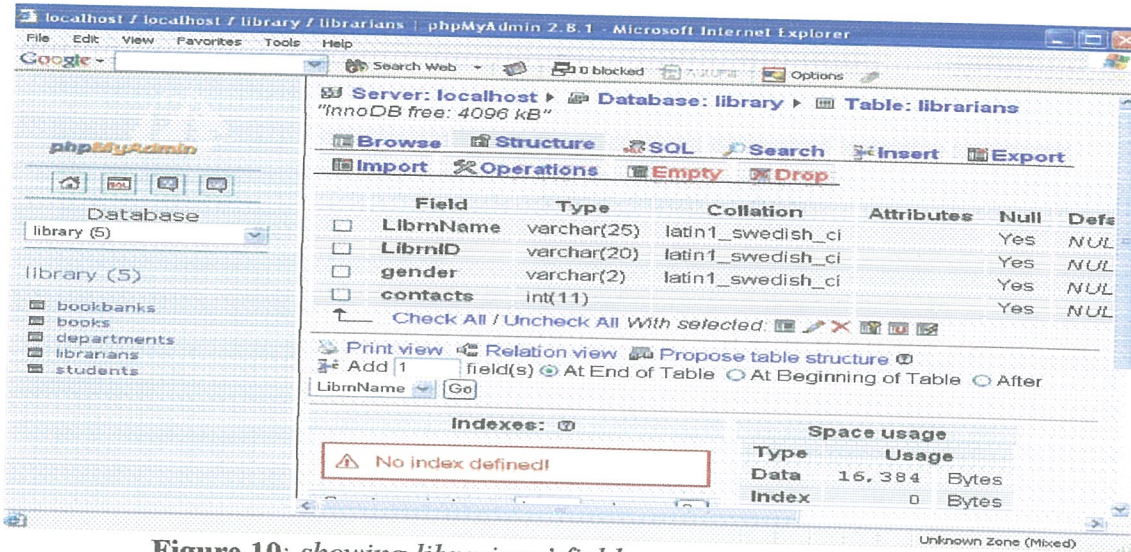 localhost / localhost / library / librarians | phpMyAdmin 2.8.1 - Microsoft Internet Explorer
File Edit View Favorites Tools Help
Google - Search Web 0 blocked Options
Server: localhost Database: library Table: librarians
"InnoDB free: 4096 kB"
phpMyAdmin
Browse Structure SQL Search Insert Export
Import Operations Empty Drop
Database
library (5)
library (5)
bookbanks
books
departments
librarians
students
Field Type Collation Attributes Null Defa
LibrnName varchar(25) latin1_swedish_ci Yes NUL
LibrnID varchar(20) latin1_swedish_ci Yes NUL
gender varchar(2) latin1_swedish_ci Yes NUL
contacts int(11) Yes NUL
Check All / Uncheck All With selected:
Print view Relation view Propose table structure
Add 1 field(s) At End of Table At Beginning of Table After
LibrnName Go
Indexes:
No index defined!
Space usage
Type Usage
Data 16,384 Bytes
Index 0 Bytes
Unknown Zone (Mixed)
Figure 10: showing librarians' field